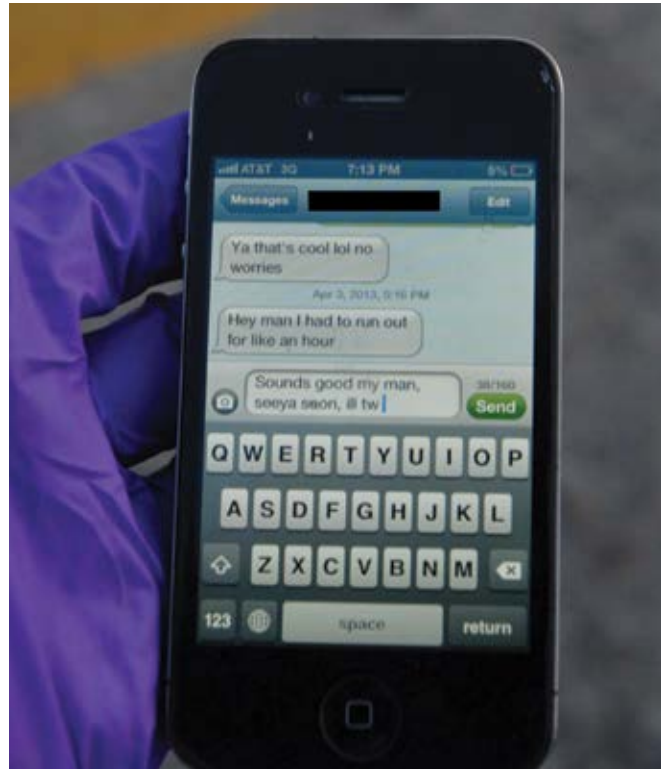 AT&T 3G 7:13 PM 6%
Messages Edit
Ya that's cool lol no
worries
Apr 3, 2013, 5:16 PM
Hey man I had to run out
for like an hour
Sounds good my man,
seeya soon, ill tw
38/160
Send
Q W E R T Y U I O P
A S D F G H J K L
Z X C V B N M
123 space return